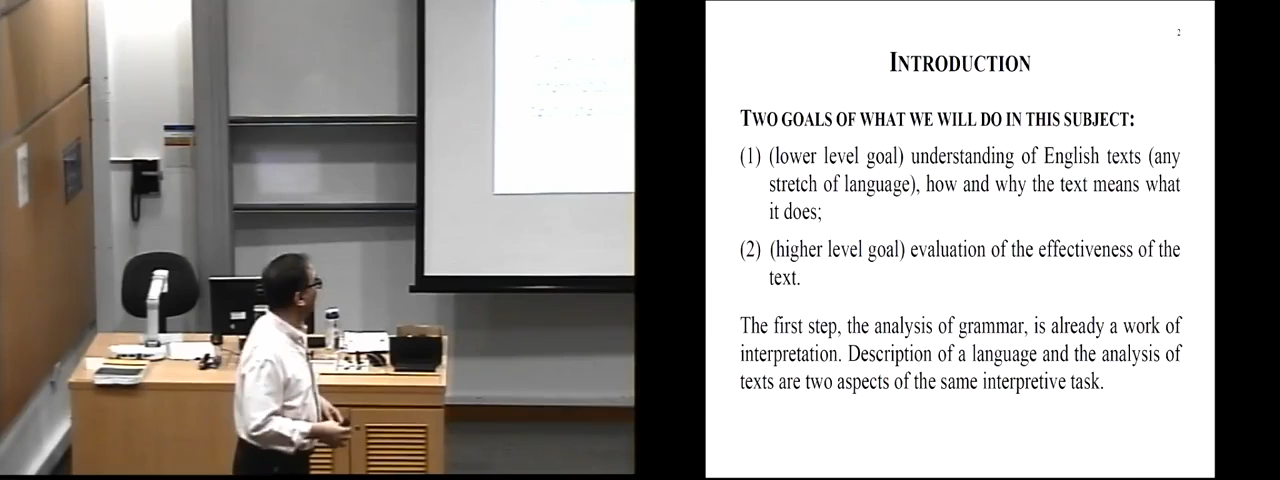 2
INTRODUCTION
TWO GOALS OF WHAT WE WILL DO IN THIS SUBJECT:
(1) (lower level goal) understanding of English texts (any
stretch of language), how and why the text means what
it does;
(2) (higher level goal) evaluation of the effectiveness of the
text.
The first step, the analysis of grammar, is already a work of
interpretation. Description of a language and the analysis of
texts are two aspects of the same interpretive task.